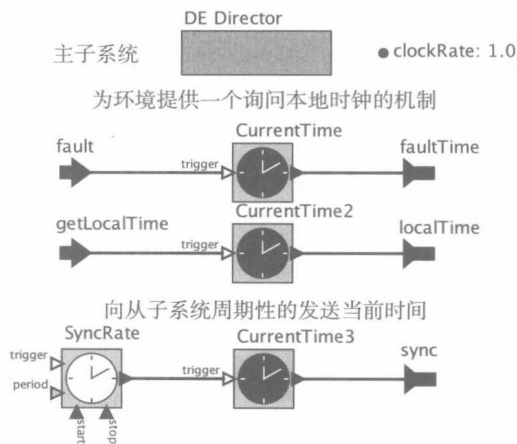 DE Director
主子系统
clockRate: 1.0
为环境提供一个询问本地时钟的机制
CurrentTime
fault
faultTime
trigger
CurrentTime2
getLocalTime
localTime
trigger
向从子系统周期性的发送当前时间
SyncRate
CurrentTime3
sync
trigger
period
trigger
start
stop